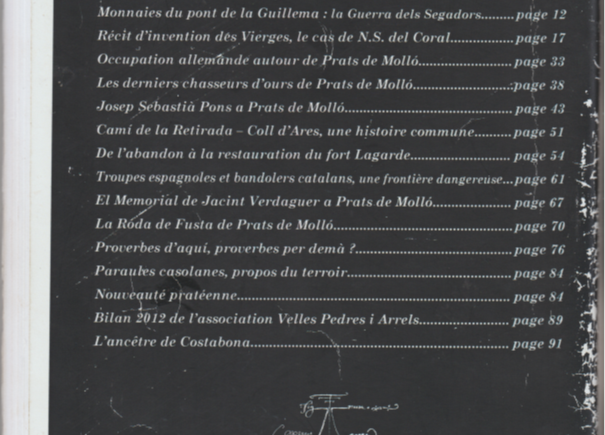 Monnaies du pont de la Guillema : la Guerra dels Segadors........ page 12
Récit d'invention des Vierges, le cas de N.S. del Coral................ page 17
Occupation allemande autour de Prats de Molló...................... page 33
Les derniers chasseurs d'ours de Prats de Molló...................... page 38
Josep Sebastià Pons a Prats de Molló...................... page 43
Camí de la Retirada – Coll d'Ares, une histoire commune......... page 51
De l'abandon à la restauration du fort Lagarde...................... page 54
Troupes espagnoles et bandolers catalans, une frontière dangereuse... page 61
El Memorial de Jacint Verdaguer a Prats de Molló................... page 67
La Roda de Fusta de Prats de Molló...................... page 70
Proverbes d'aquí, proverbes per demà ?...................... page 76
Paraules casolanes, propos du terroir...................... page 84
Nouveauté pratéenne...................... page 84
Bilan 2012 de l'association Velles Pedres i Arrels...................... page 89
L'ancêtre de Costabona...................... page 91